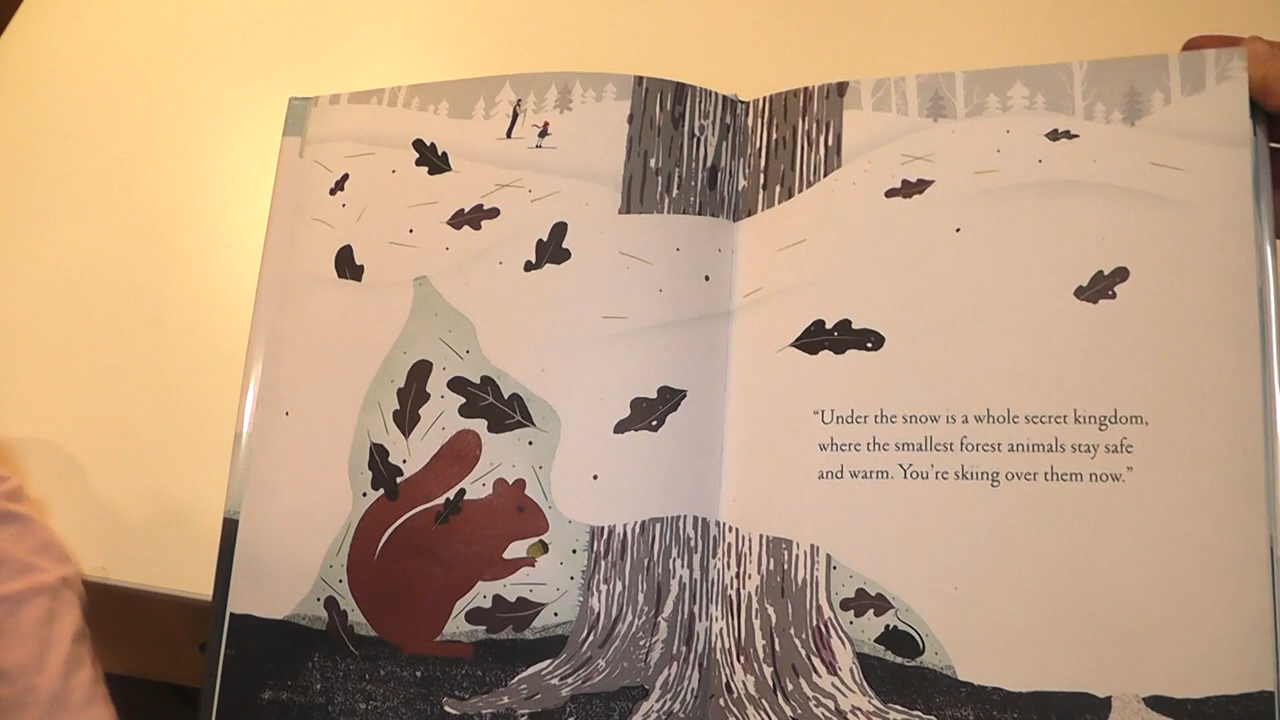 “Under the snow is a whole secret kingdom,
where the smallest forest animals stay safe
and warm. You’re skiing over them now.”